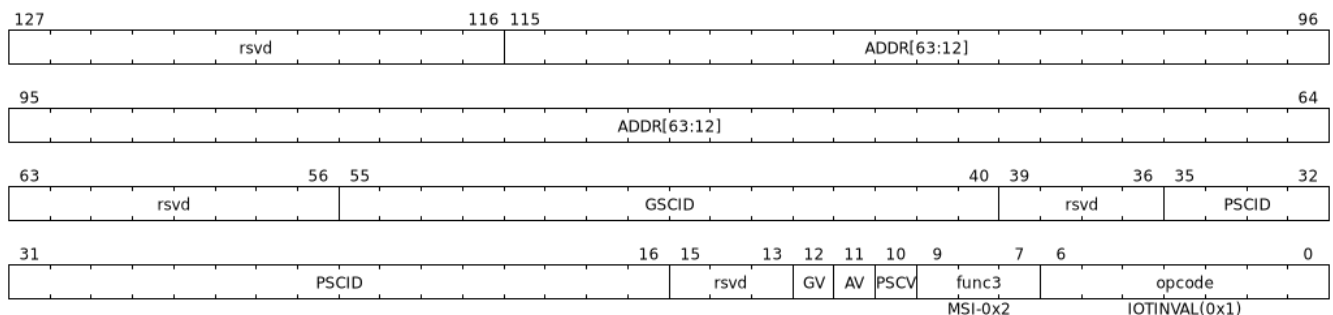 127 116 115 96
rsvd ADDR[63:12]
95 64
ADDR[63:12]
63 56 55 40 39 36 35 32
rsvd GSCID rsvd PSCID
31 16 15 13 12 11 10 9 7 6 0
PSCID rsvd GV AV PSCV func3 opcode
MSI-0x2 IOTINVAL(0x1)